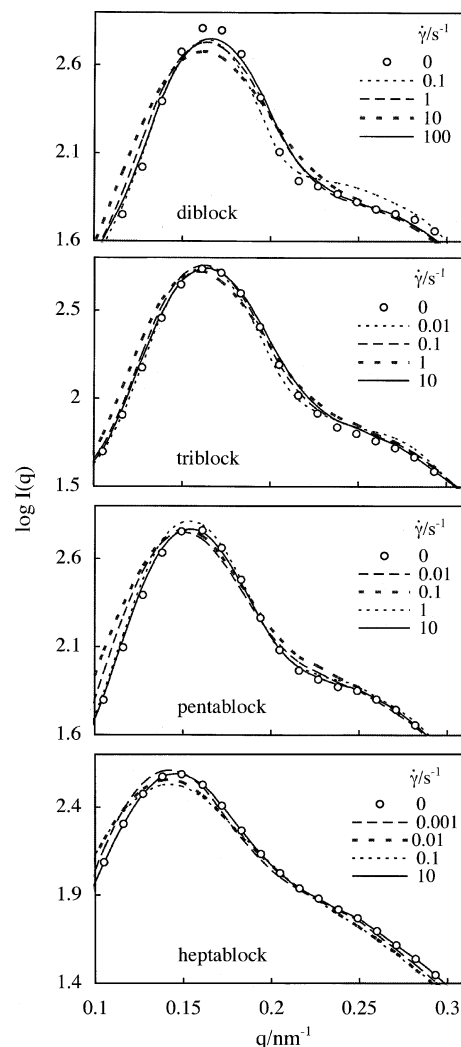 γ̇/s⁻¹
0
0.1
1
10
100
2.6
2.1
1.6
diblock
γ̇/s⁻¹
0
0.01
0.1
1
10
2.5
2
1.5
triblock
log I(q)
γ̇/s⁻¹
0
0.01
0.1
1
10
2.6
2.1
1.6
pentablock
γ̇/s⁻¹
0
0.001
0.01
0.1
10
2.4
1.9
1.4
heptablock
0.1 0.15 0.2 0.25 0.3
q/nm⁻¹